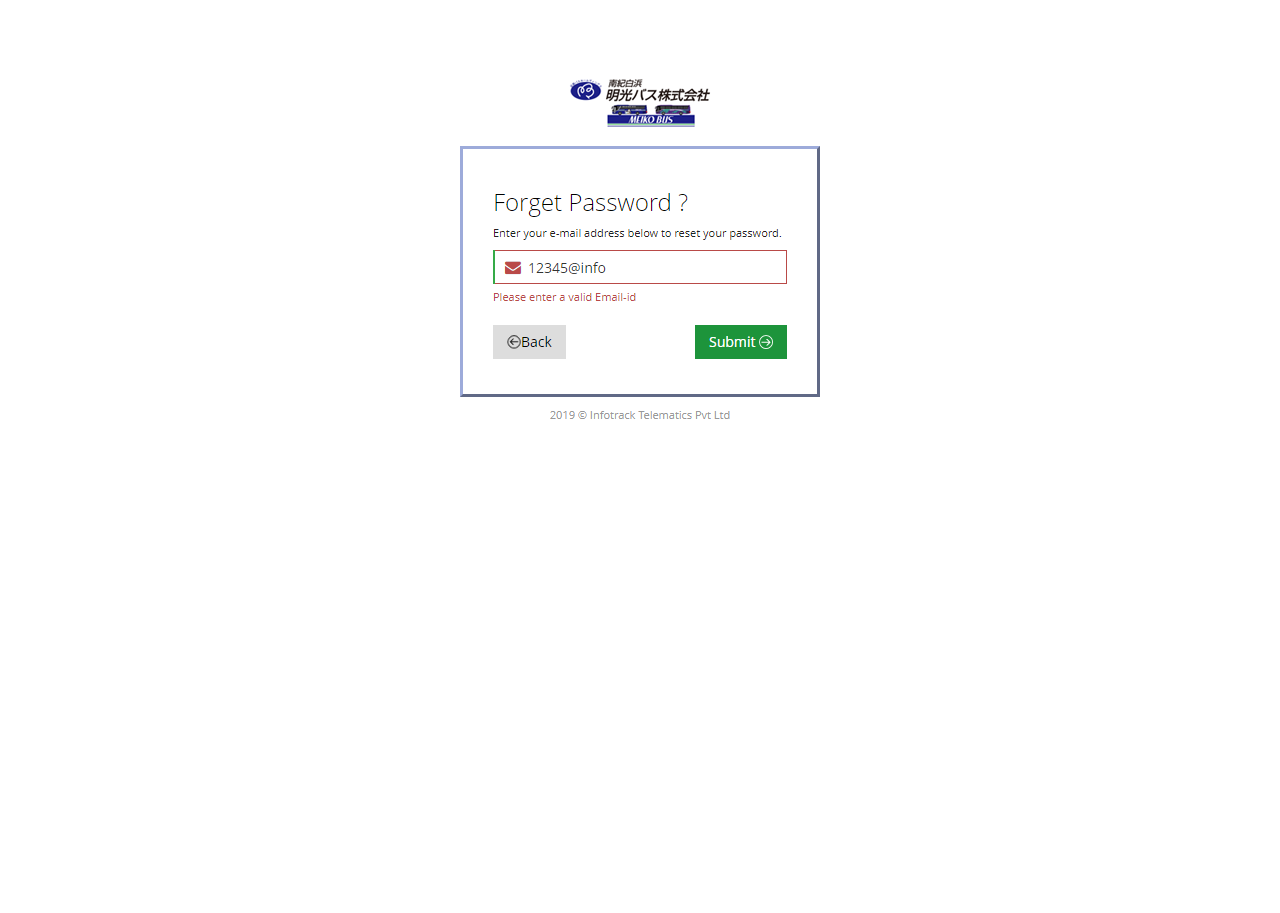 南紀白浜
明光バス株式会社
MEIKO BUS
Forget Password ?
Enter your e-mail address below to reset your password.
12345@info
Please enter a valid Email-id
Back
Submit
2019 © Infotrack Telematics Pvt Ltd